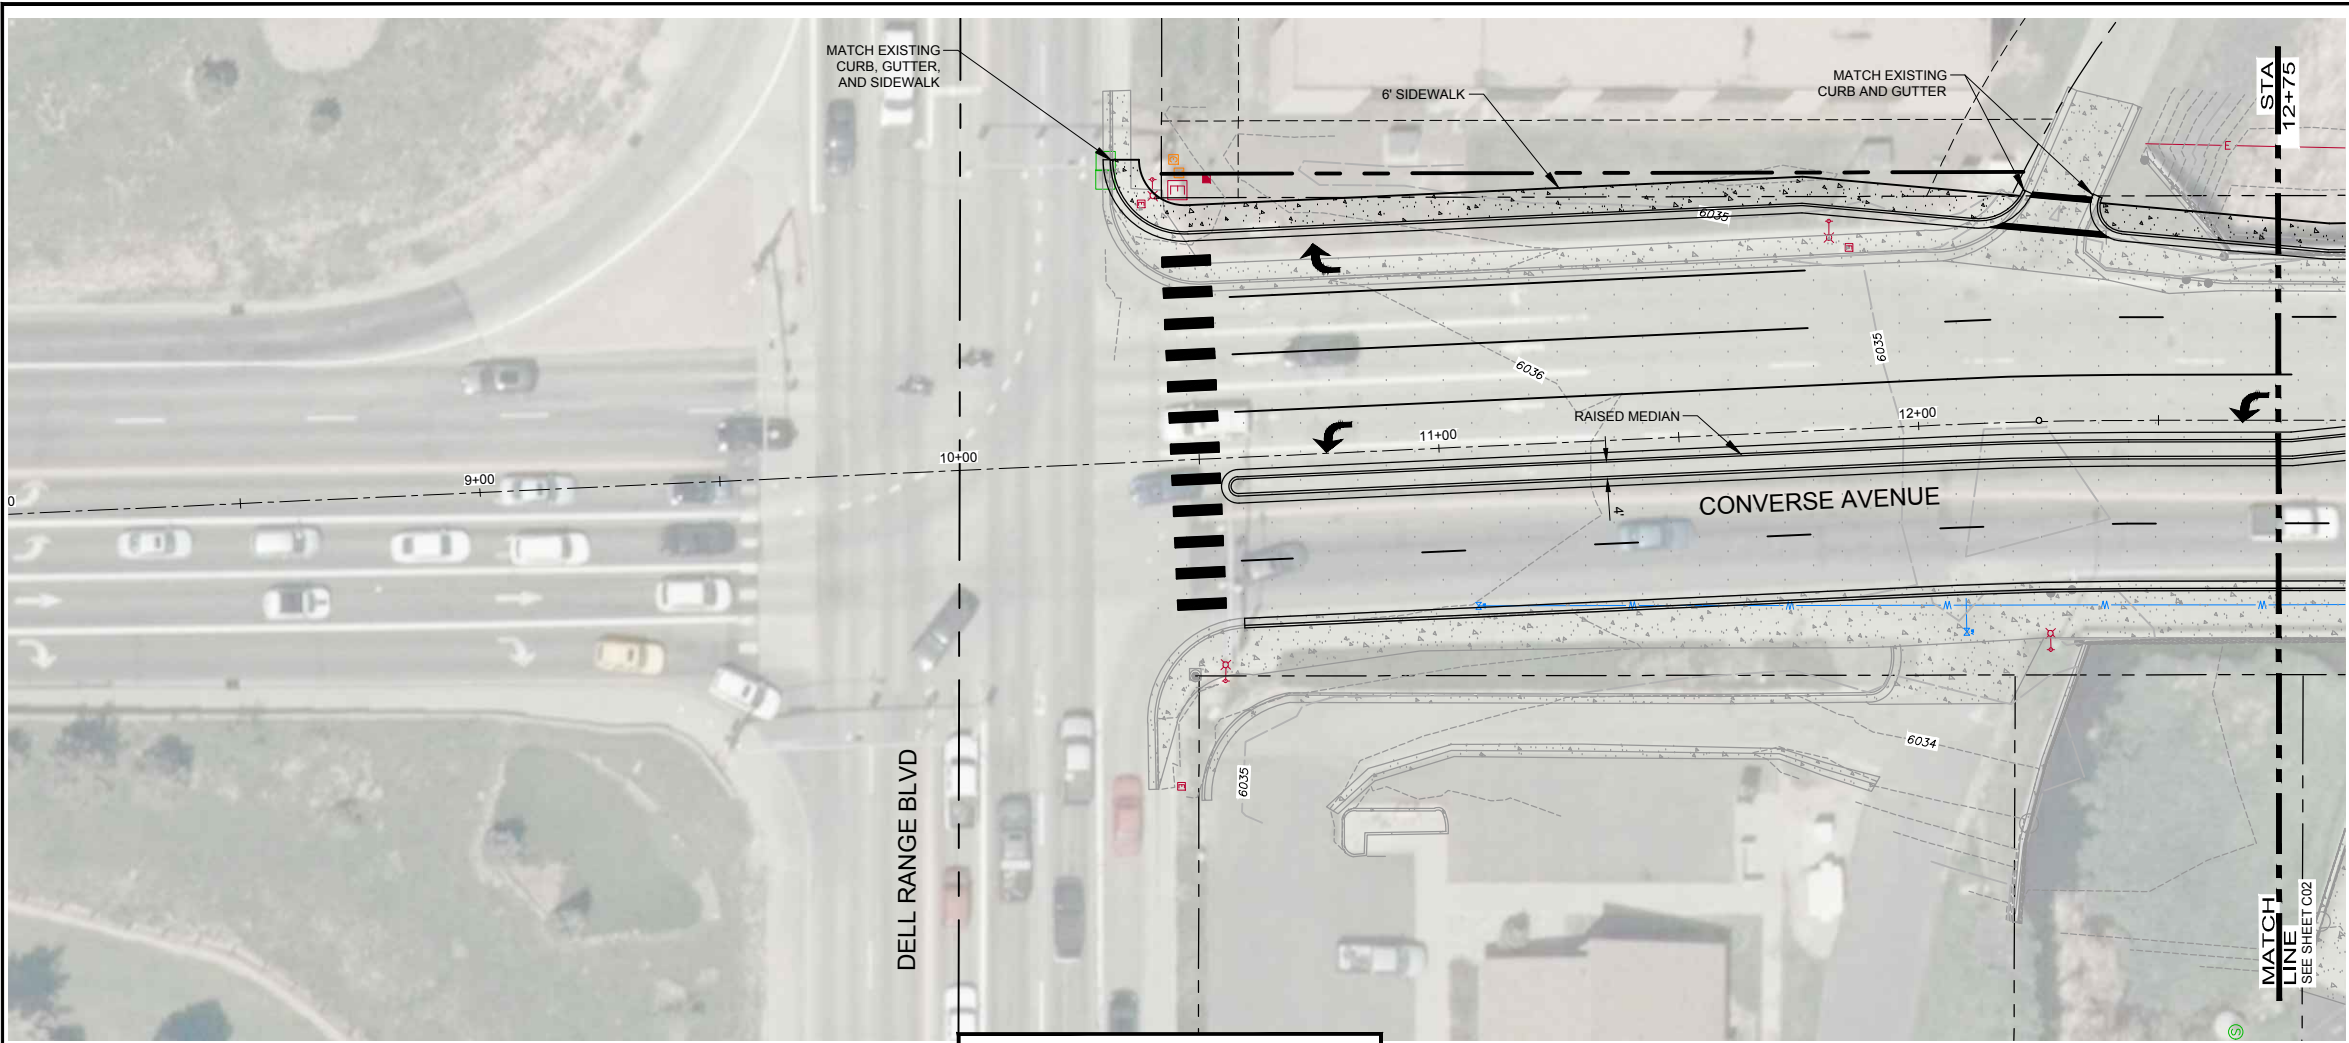 MATCH EXISTING
CURB, GUTTER,
AND SIDEWALK
6' SIDEWALK
MATCH EXISTING
CURB AND GUTTER
STA
12+75
E
E
E
E
6035
6035
6036
RAISED MEDIAN
12+00
11+00
10+00
9+00
0
4'
CONVERSE AVENUE
W
W
W
W
W
6034
6035
E
DELL RANGE BLVD
MATCH
LINE
SEE SHEET C02
S